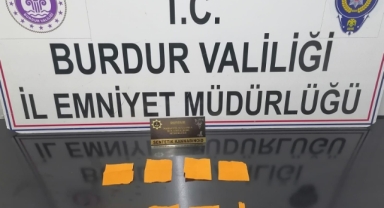 T.C.
BURDUR VALİLİĞİ
İL EMNİYET MÜDÜRLÜĞÜ